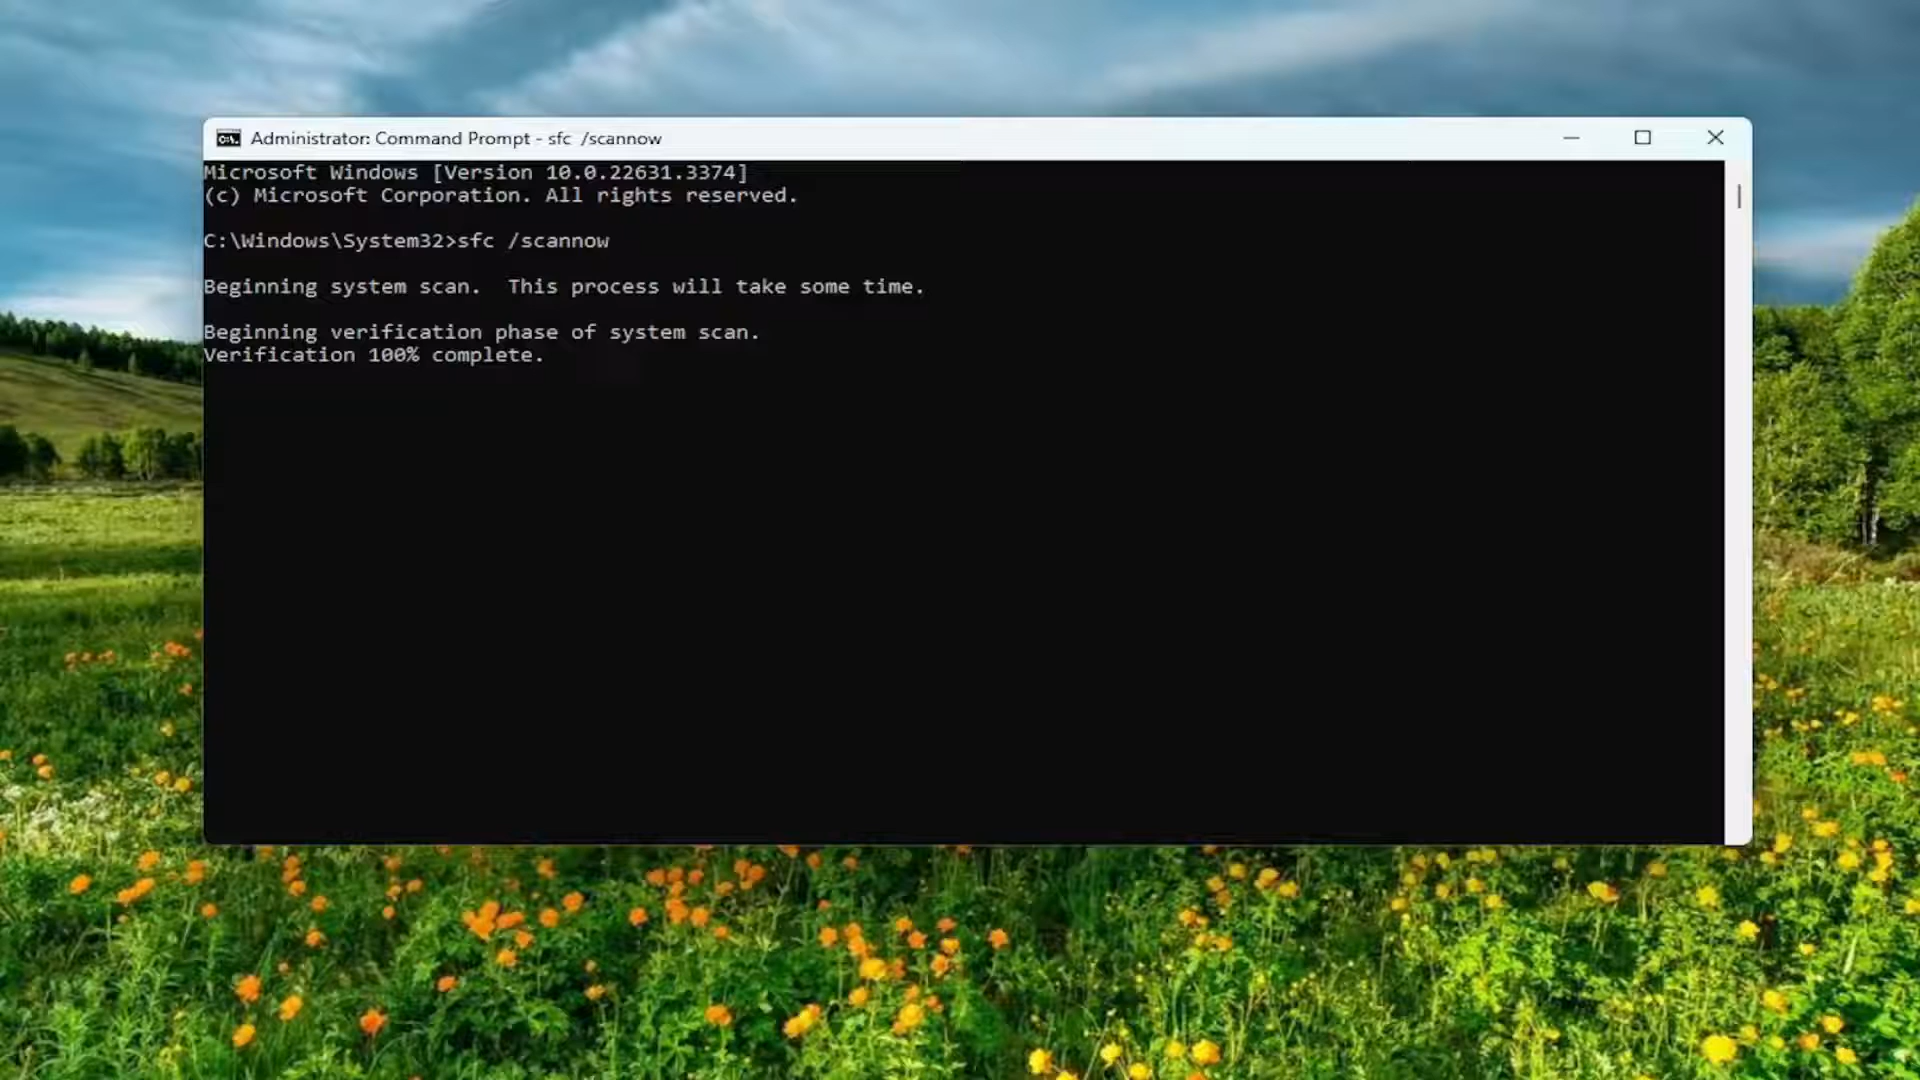 Administrator: Command Prompt - sfc  /scannow
Microsoft Windows [Version 10.0.22631.3374]
(c) Microsoft Corporation. All rights reserved.
C:\Windows\System32>sfc /scannow
Beginning system scan.  This process will take some time.
Beginning verification phase of system scan.
Verification 100% complete.